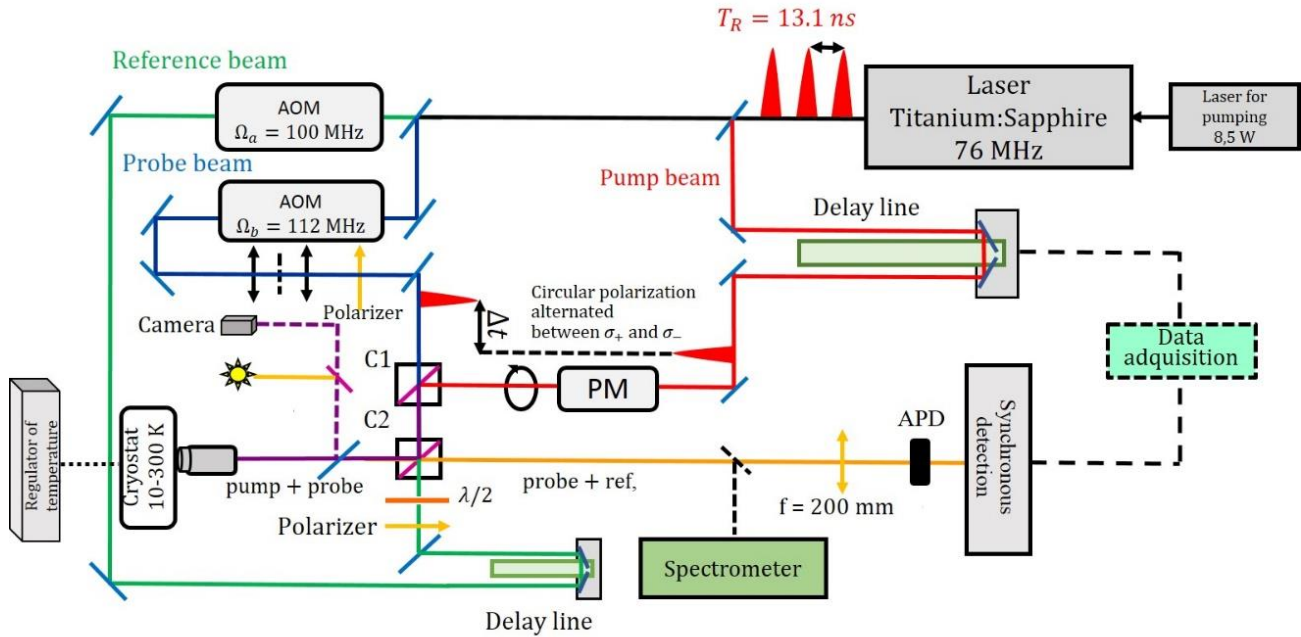 T_R = 13.1 ns
Reference beam
AOM
Ω_a = 100 MHz
Laser
Titanium:Sapphire
76 MHz
Laser for
pumping
8,5 W
Probe beam
Pump beam
AOM
Ω_b = 112 MHz
Delay line
Polarizer
Circular polarization
alternated
between σ₊ and σ₋
Δt
Camera
C1
PM
Data
adquisition
C2
APD
Synchronous
detection
Regulator of
temperature
Cryostat
10-300 K
pump + probe
probe + ref,
λ/2
f = 200 mm
Polarizer
Spectrometer
Delay line